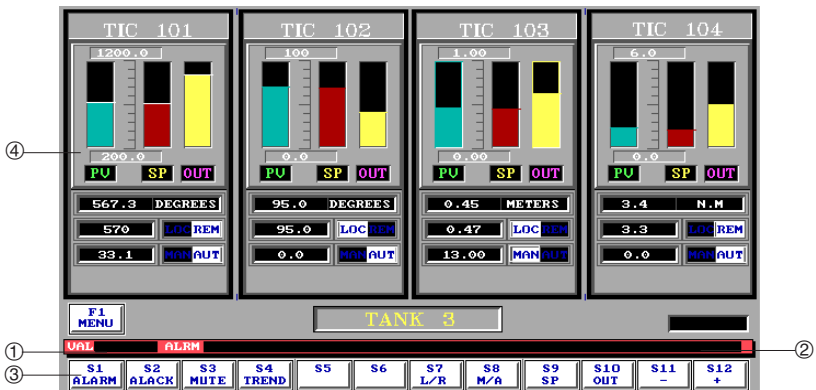 TIC 101
1200.0
200.0
PV SP OUT
567.3 DEGREES
570 LOC REM
33.1 MAN AUT
TIC 102
100
0.0
PV SP OUT
95.0 DEGREES
95.0 LOC REM
0.0 MAN AUT
TIC 103
1.00
0.00
PV SP OUT
0.45 METERS
0.47 LOC REM
13.00 MAN AUT
TIC 104
6.0
0.0
PV SP OUT
3.4 N.M
3.3 LOC REM
0.0 MAN AUT
4
F1 MENU
TANK 3
VAL ALRM
1
2
3
S1 ALARM
S2 ALACK
S3 MUTE
S4 TREND
S5
S6
S7 L/R
S8 M/A
S9 SP
S10 OUT
S11 -
S12 +